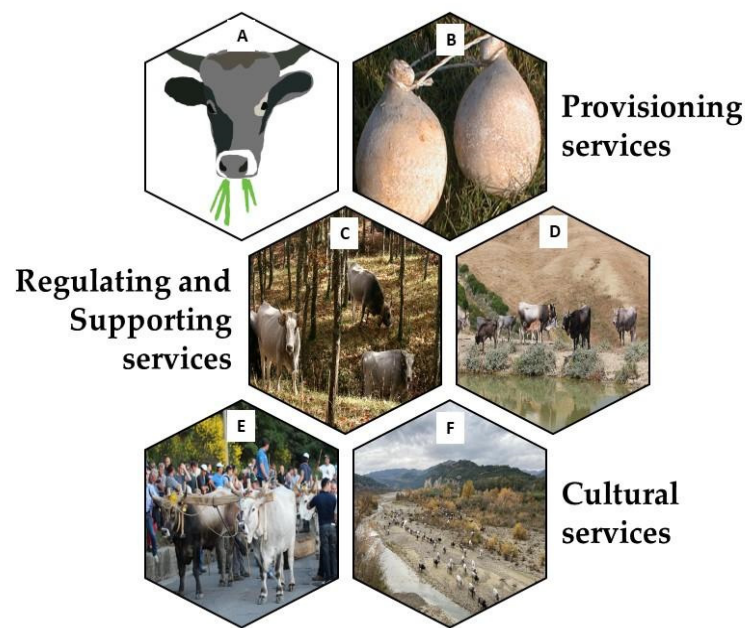 A
B
Provisioning
services
C
D
Regulating and
Supporting
services
E
F
Cultural
services